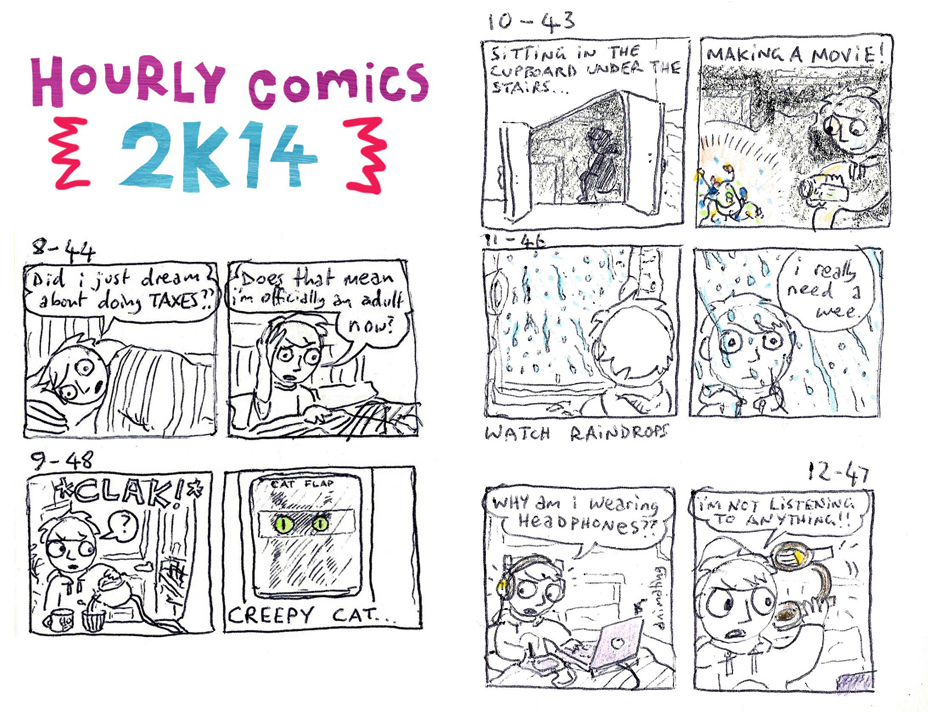 HOURLY COMICS
2K14
8-44
Did i just dream
about doing TAXES??
Does that mean
i'm officially an adult
now?
9-48
*CLAK!*
?
CAT FLAP
CREEPY CAT...
10-43
SITTING IN THE
CUPBOARD UNDER THE
STAIRS...
MAKING A MOVIE!
11-46
WATCH RAINDROPS
i really
need a
wee.
12-47
WHY am i wearing
HEADPHONES??
animating
i'M NOT LISTENING
TO ANYTHING!!